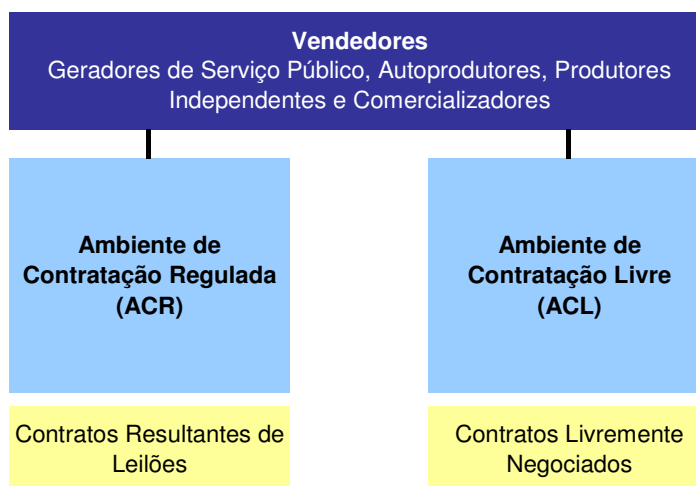 Vendedores
Geradores de Serviço Público, Autoprodutores, Produtores
Independentes e Comercializadores
Ambiente de
Contratação Regulada
(ACR)
Ambiente de
Contratação Livre
(ACL)
Contratos Resultantes de
Leilões
Contratos Livremente
Negociados